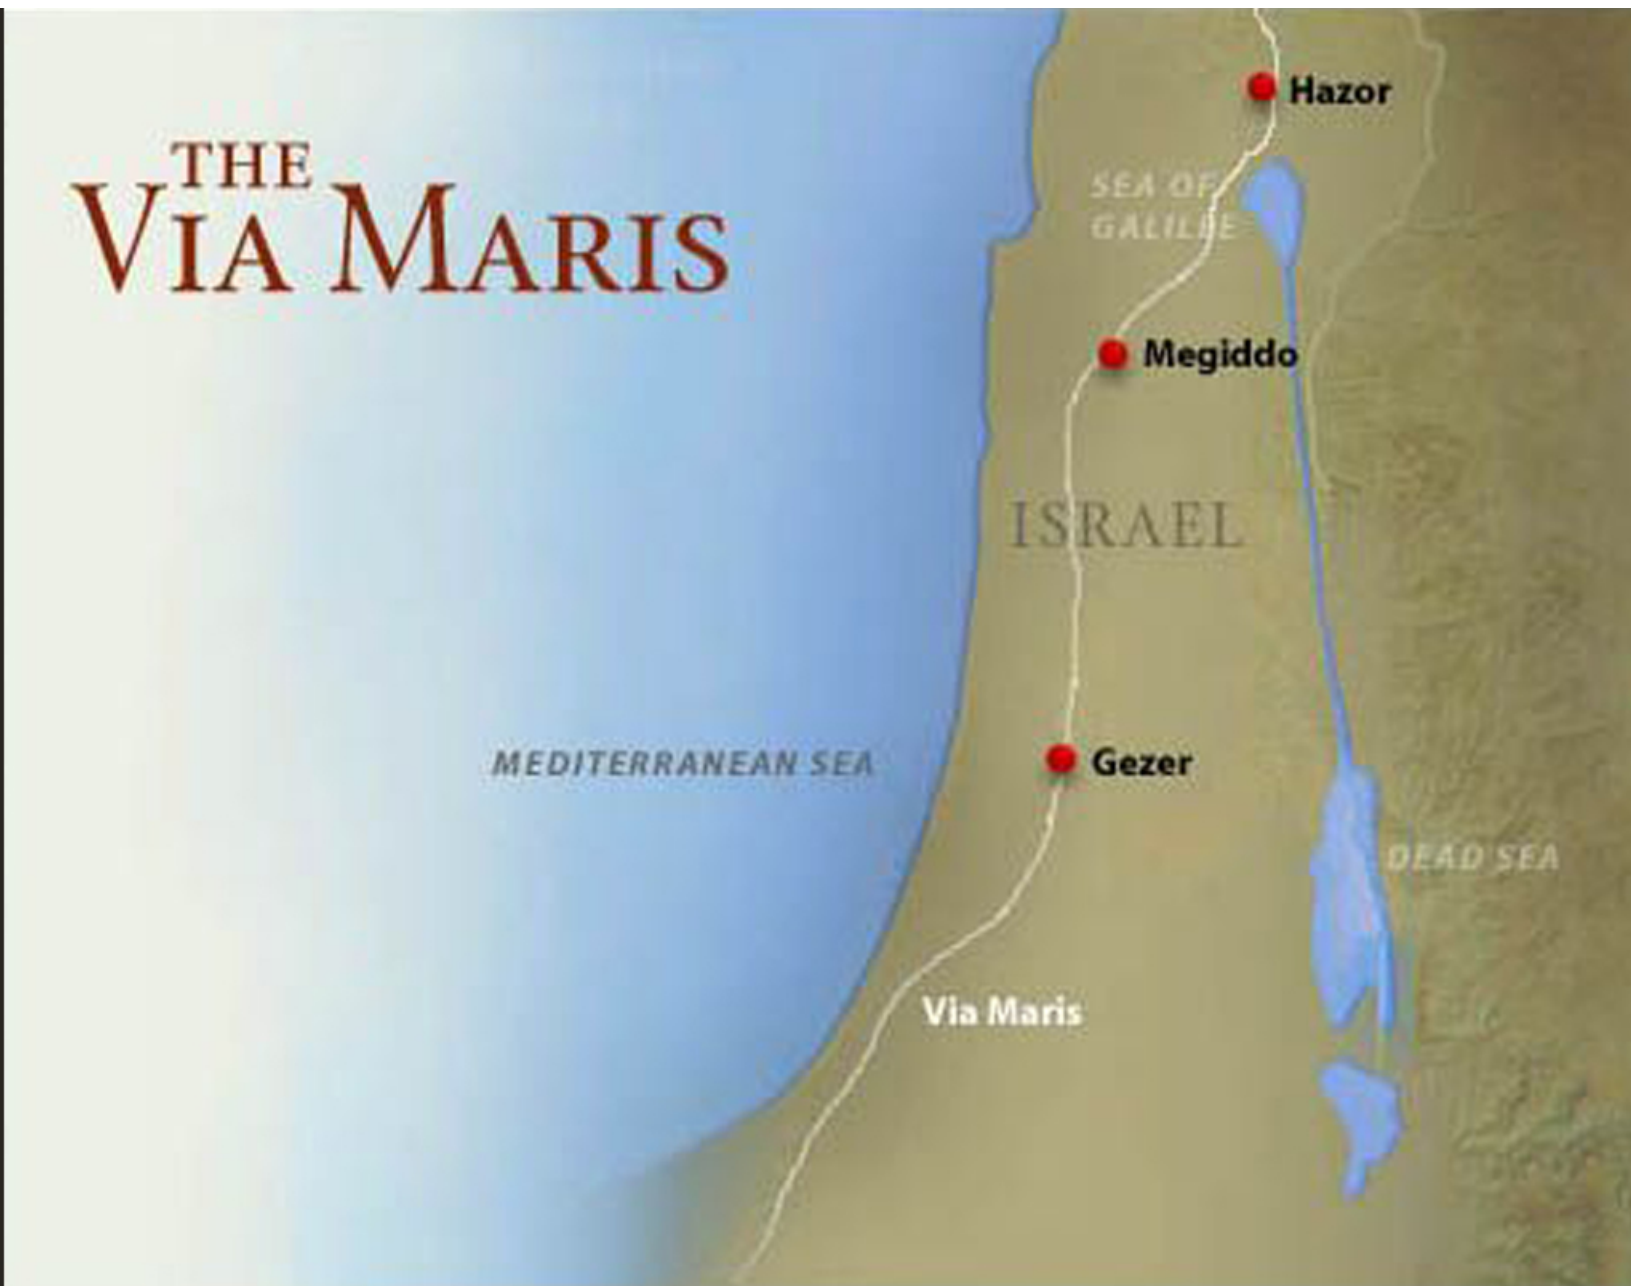 THE
VIA MARIS
Hazor
SEA OF
GALILEE
Megiddo
ISRAEL
MEDITERRANEAN SEA
Gezer
DEAD SEA
Via Maris